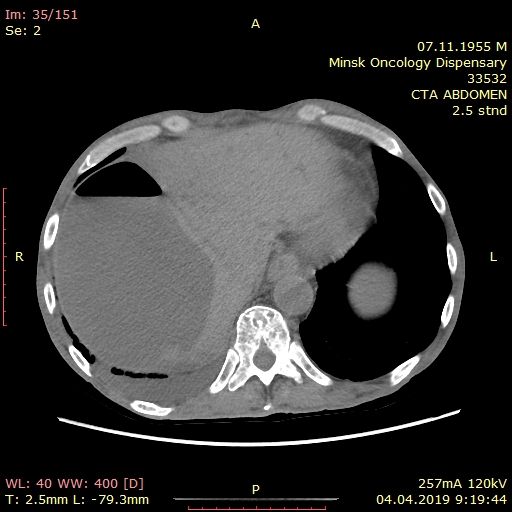 Im: 35/151
Se: 2
A
07.11.1955 M
Minsk Oncology Dispensary
33532
CTA ABDOMEN
2.5 stnd
R
L
WL: 40 WW: 400 [D]
T: 2.5mm L: -79.3mm
P
257mA 120kV
04.04.2019 9:19:44